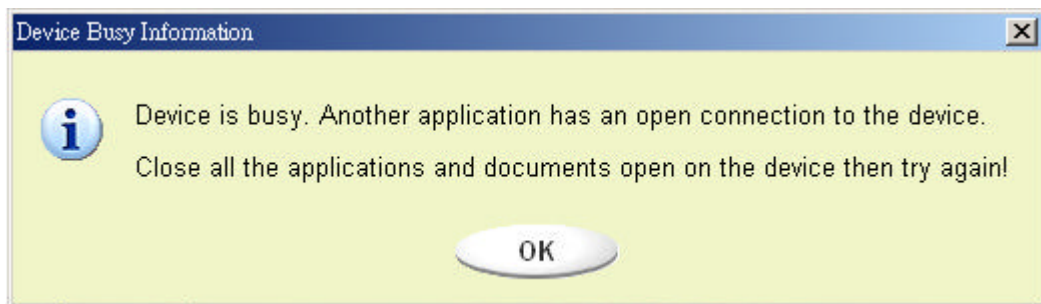 Device Busy Information
Device is busy. Another application has an open connection to the device.
Close all the applications and documents open on the device then try again!
OK